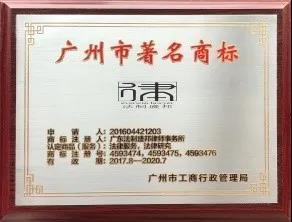 广州市著名商标
法制盛邦
申请人：201604421203
商标注册人：广东法制盛邦律师事务所
认定商品（服务）：法律服务，法律研究
商标注册号：4593474，4593475，4593476
有效期：2017.8—2020.7
广州市工商行政管理局